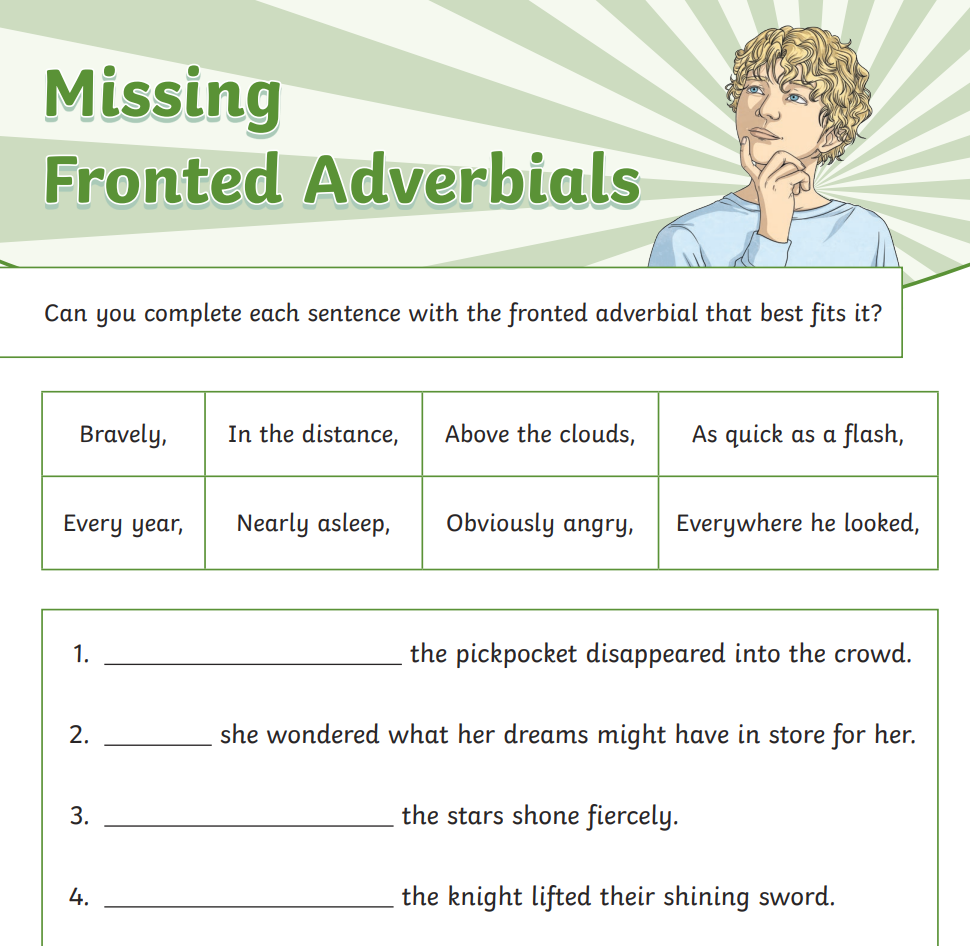 Missing
Fronted Adverbials
Can you complete each sentence with the fronted adverbial that best fits it?
Bravely, In the distance, Above the clouds, As quick as a flash,
Every year, Nearly asleep, Obviously angry, Everywhere he looked,
1. ______________________ the pickpocket disappeared into the crowd.
2. ________ she wondered what her dreams might have in store for her.
3. ______________________ the stars shone fiercely.
4. ______________________ the knight lifted their shining sword.